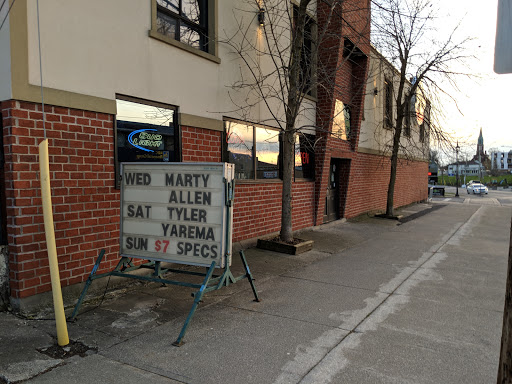 BUD
LIGHT
WED MARTY
ALLEN
SAT TYLER
YAREMA
SUN $7 SPECS